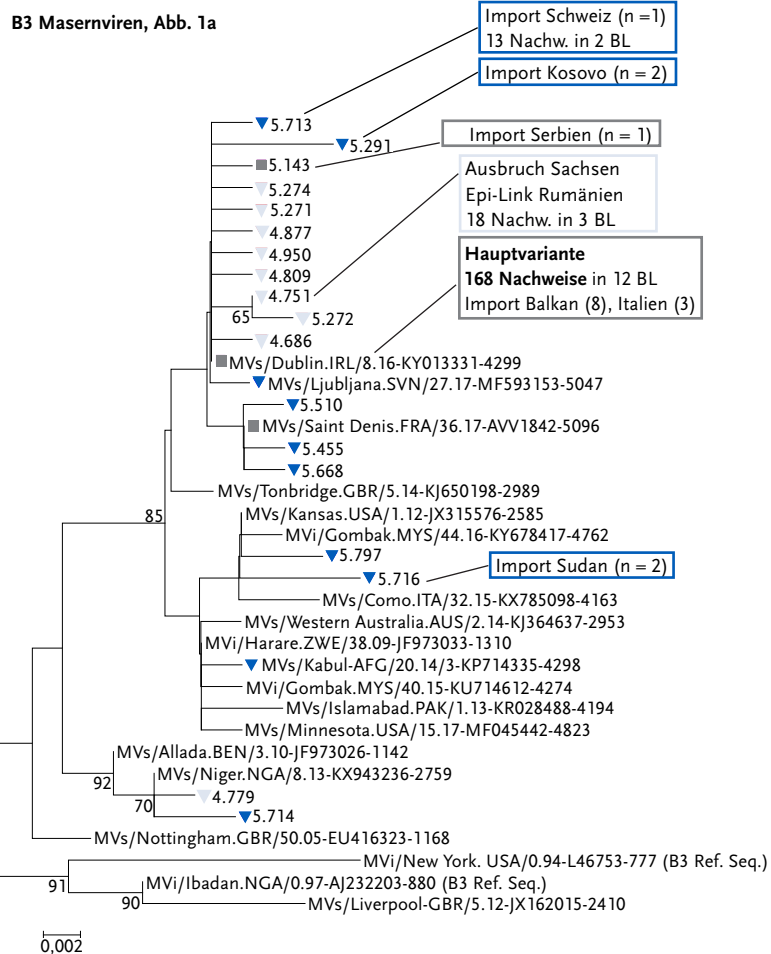 B3 Masernviren, Abb. 1a
Import Schweiz (n =1)
13 Nachw. in 2 BL
Import Kosovo (n = 2)
5.713
Import Serbien (n = 1)
5.291
5.143
Ausbruch Sachsen
Epi-Link Rumänien
18 Nachw. in 3 BL
5.274
5.271
4.877
Hauptvariante
168 Nachweise in 12 BL
Import Balkan (8), Italien (3)
4.950
4.809
4.751
65
5.272
4.686
MVs/Dublin.IRL/8.16-KY013331-4299
MVs/Ljubljana.SVN/27.17-MF593153-5047
5.510
MVs/Saint Denis.FRA/36.17-AVV1842-5096
5.455
5.668
MVs/Tonbridge.GBR/5.14-KJ650198-2989
85
MVs/Kansas.USA/1.12-JX315576-2585
MVi/Gombak.MYS/44.16-KY678417-4762
5.797
Import Sudan (n = 2)
5.716
MVs/Como.ITA/32.15-KX785098-4163
MVs/Western Australia.AUS/2.14-KJ364637-2953
MVi/Harare.ZWE/38.09-JF973033-1310
MVs/Kabul-AFG/20.14/3-KP714335-4298
MVi/Gombak.MYS/40.15-KU714612-4274
MVs/Islamabad.PAK/1.13-KR028488-4194
MVs/Minnesota.USA/15.17-MF045442-4823
MVs/Allada.BEN/3.10-JF973026-1142
MVs/Niger.NGA/8.13-KX943236-2759
92
70
4.779
5.714
MVs/Nottingham.GBR/50.05-EU416323-1168
MVi/New York. USA/0.94-L46753-777 (B3 Ref. Seq.)
91
MVi/Ibadan.NGA/0.97-AJ232203-880 (B3 Ref. Seq.)
90
MVs/Liverpool-GBR/5.12-JX162015-2410
0,002